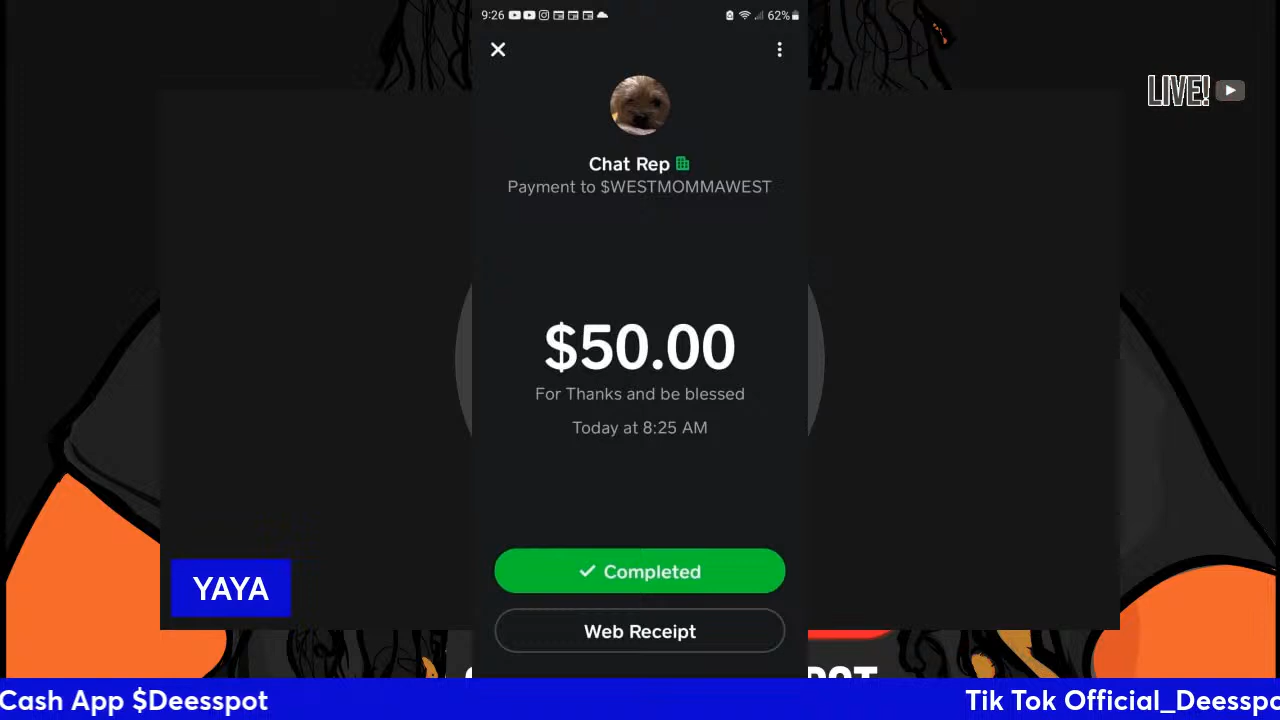 9:26
62%
LIVE!
Chat Rep
Payment to $WESTMOMMAWEST
$50.00
For Thanks and be blessed
Today at 8:25 AM
Completed
YAYA
Web Receipt
Cash App $Deesspot
Tik Tok Official_Deesspo